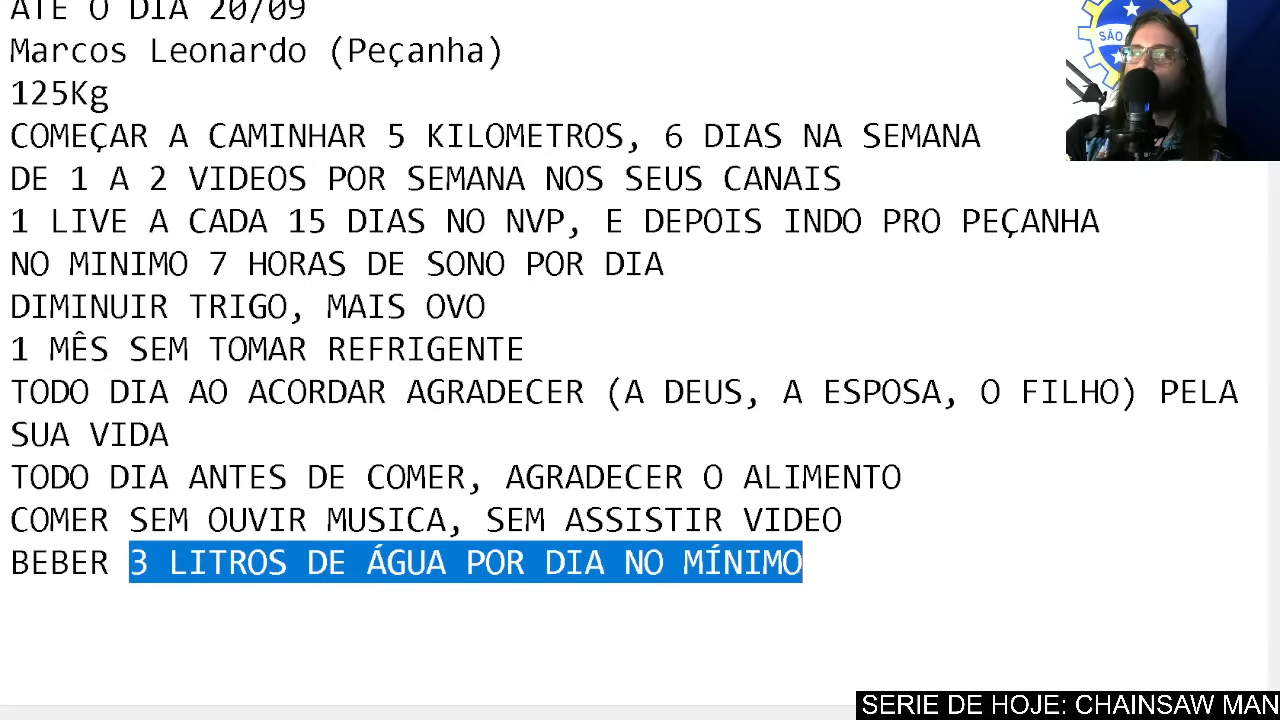 ATÉ O DIA 20/09
Marcos Leonardo (Peçanha)
125Kg
COMEÇAR A CAMINHAR 5 KILOMETROS, 6 DIAS NA SEMANA
DE 1 A 2 VIDEOS POR SEMANA NOS SEUS CANAIS
1 LIVE A CADA 15 DIAS NO NVP, E DEPOIS INDO PRO PEÇANHA
NO MINIMO 7 HORAS DE SONO POR DIA
DIMINUIR TRIGO, MAIS OVO
1 MÊS SEM TOMAR REFRIGENTE
TODO DIA AO ACORDAR AGRADECER (A DEUS, A ESPOSA, O FILHO) PELA
SUA VIDA
TODO DIA ANTES DE COMER, AGRADECER O ALIMENTO
COMER SEM OUVIR MUSICA, SEM ASSISTIR VIDEO
BEBER 3 LITROS DE ÁGUA POR DIA NO MÍNIMO
SÃO
SERIE DE HOJE: CHAINSAW MAN